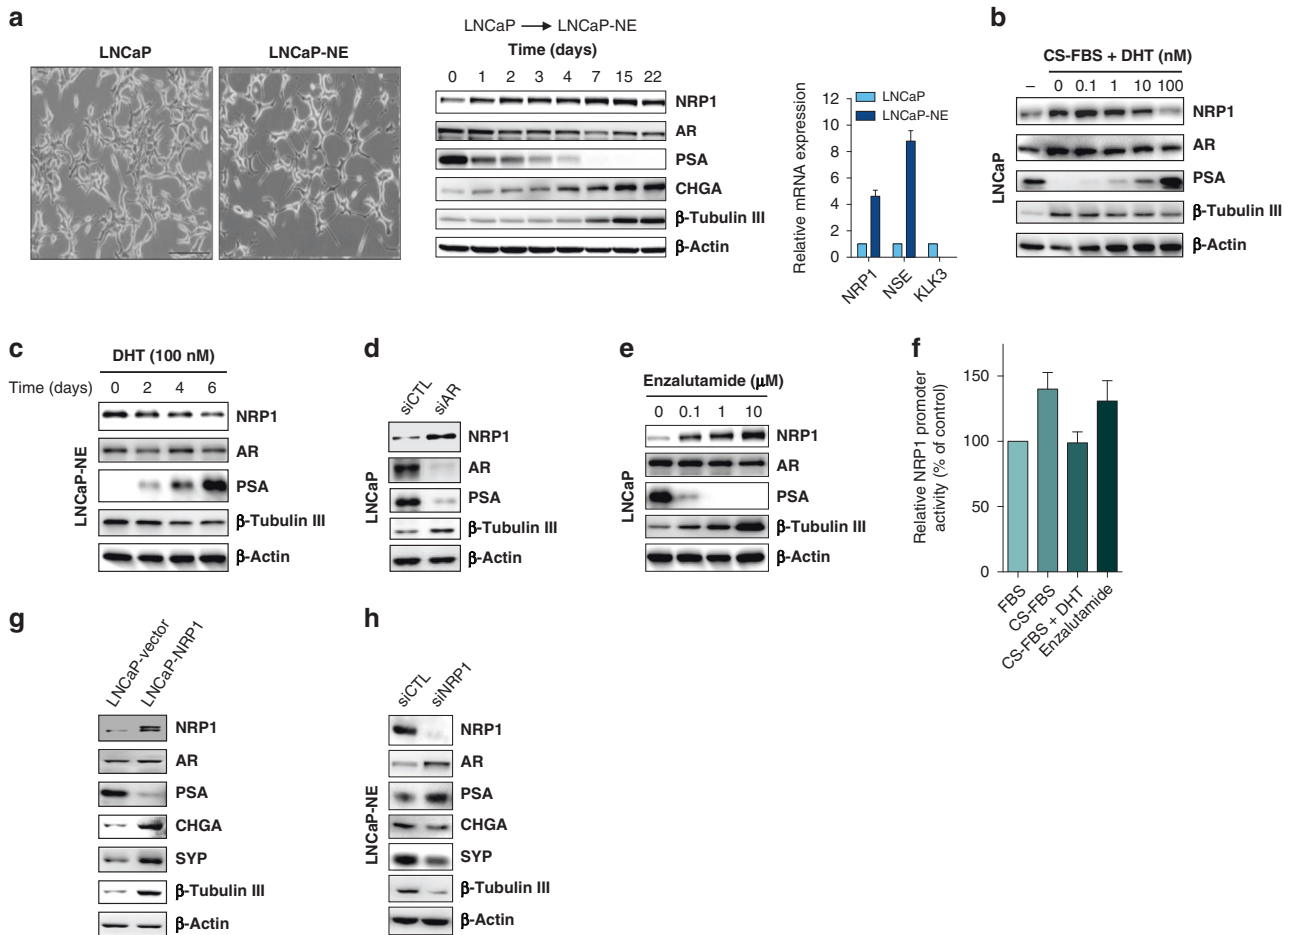 a
LNCaP
LNCaP-NE
LNCaP → LNCaP-NE
Time (days)
0 1 2 3 4 7 15 22
NRP1
AR
PSA
CHGA
β-Tubulin III
β-Actin
Relative mRNA expression
12
10
8
6
4
2
0
LNCaP
LNCaP-NE
NRP1
NSE
KLK3
b
CS-FBS + DHT (nM)
– 0 0.1 1 10 100
LNCaP
NRP1
AR
PSA
β-Tubulin III
β-Actin
c
DHT (100 nM)
Time (days) 0 2 4 6
LNCaP-NE
NRP1
AR
PSA
β-Tubulin III
β-Actin
d
siCTL
siAR
LNCaP
NRP1
AR
PSA
β-Tubulin III
β-Actin
e
Enzalutamide (μM)
0 0.1 1 10
LNCaP
NRP1
AR
PSA
β-Tubulin III
β-Actin
f
Relative NRP1 promoter
activity (% of control)
150
100
50
0
FBS
CS-FBS
CS-FBS + DHT
Enzalutamide
g
LNCaP-vector
LNCaP-NRP1
NRP1
AR
PSA
CHGA
SYP
β-Tubulin III
β-Actin
h
siCTL
siNRP1
LNCaP-NE
NRP1
AR
PSA
CHGA
SYP
β-Tubulin III
β-Actin